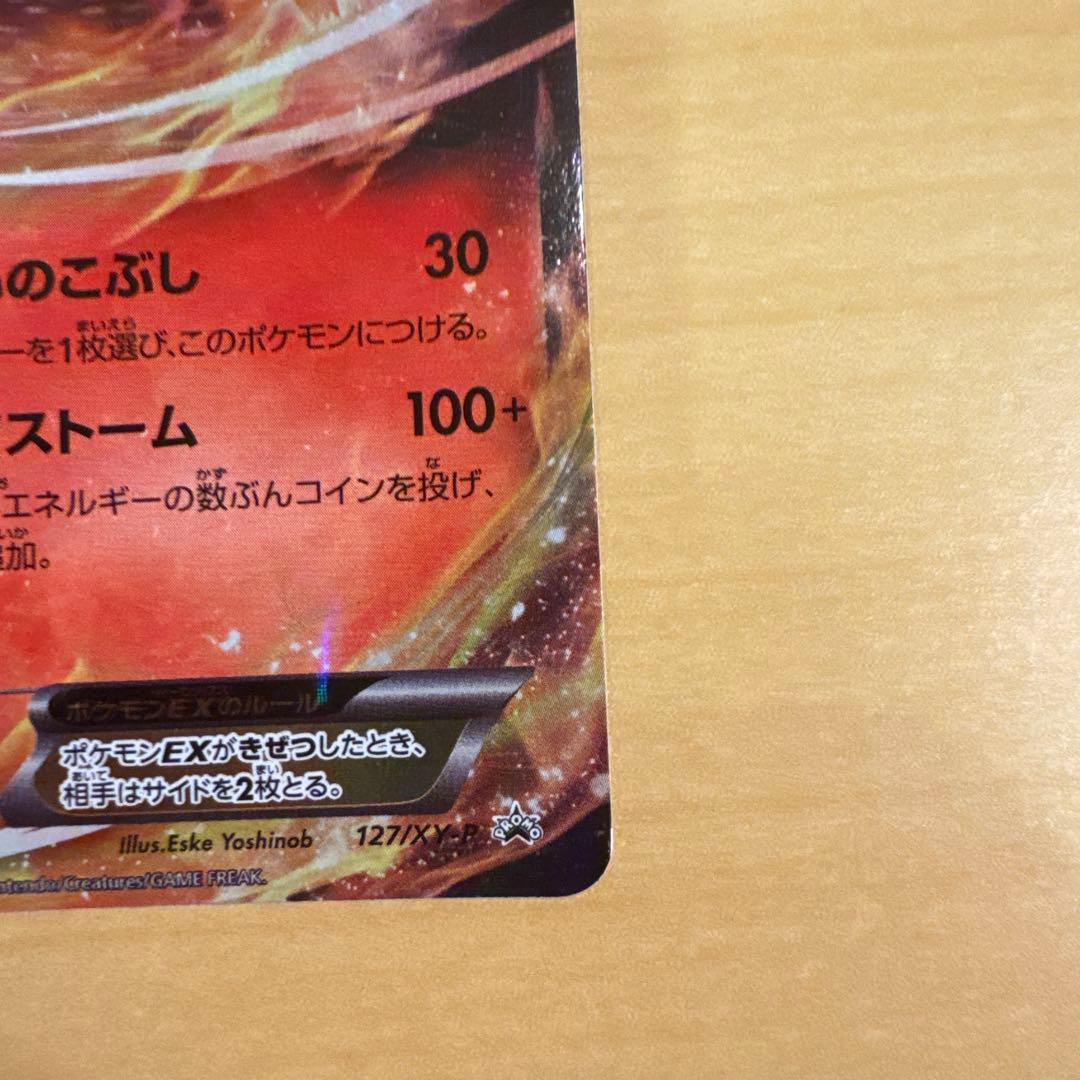 のこぶし 30
ーを1枚選び、このポケモンにつける。
ストーム 100+
エネルギーの数ぶんコインを投げ、
追加。
ポケモンEXのルール
ポケモンEXがきぜつしたとき、
相手はサイドを2枚とる。
Illus.Eske Yoshinob 127/XY-P PROMO
ntendo/Creatures/GAME FREAK.